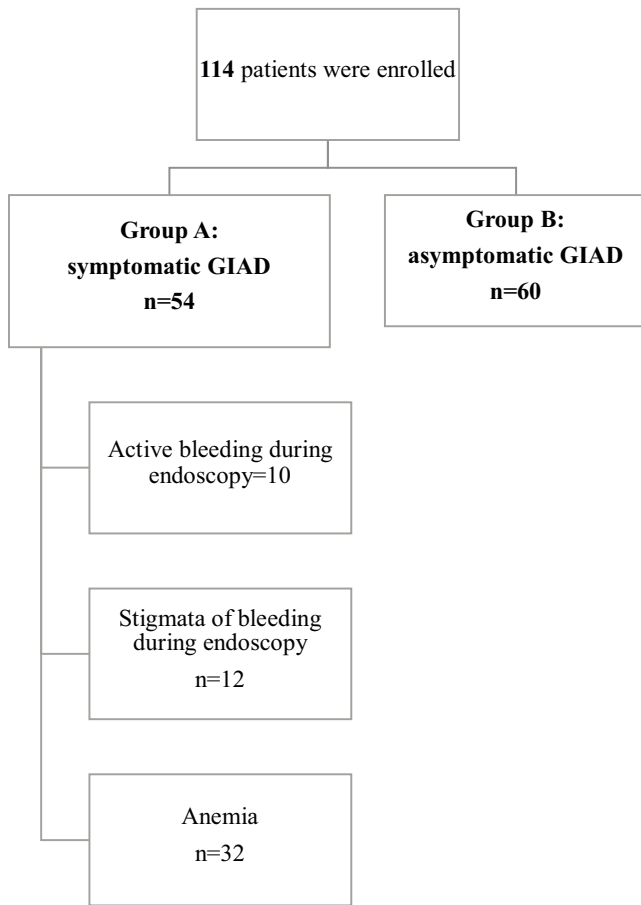 114 patients were enrolled
Group A:
symptomatic GIAD
n=54
Group B:
asymptomatic GIAD
n=60
Active bleeding during
endoscopy=10
Stigmata of bleeding
during endoscopy
n=12
Anemia
n=32